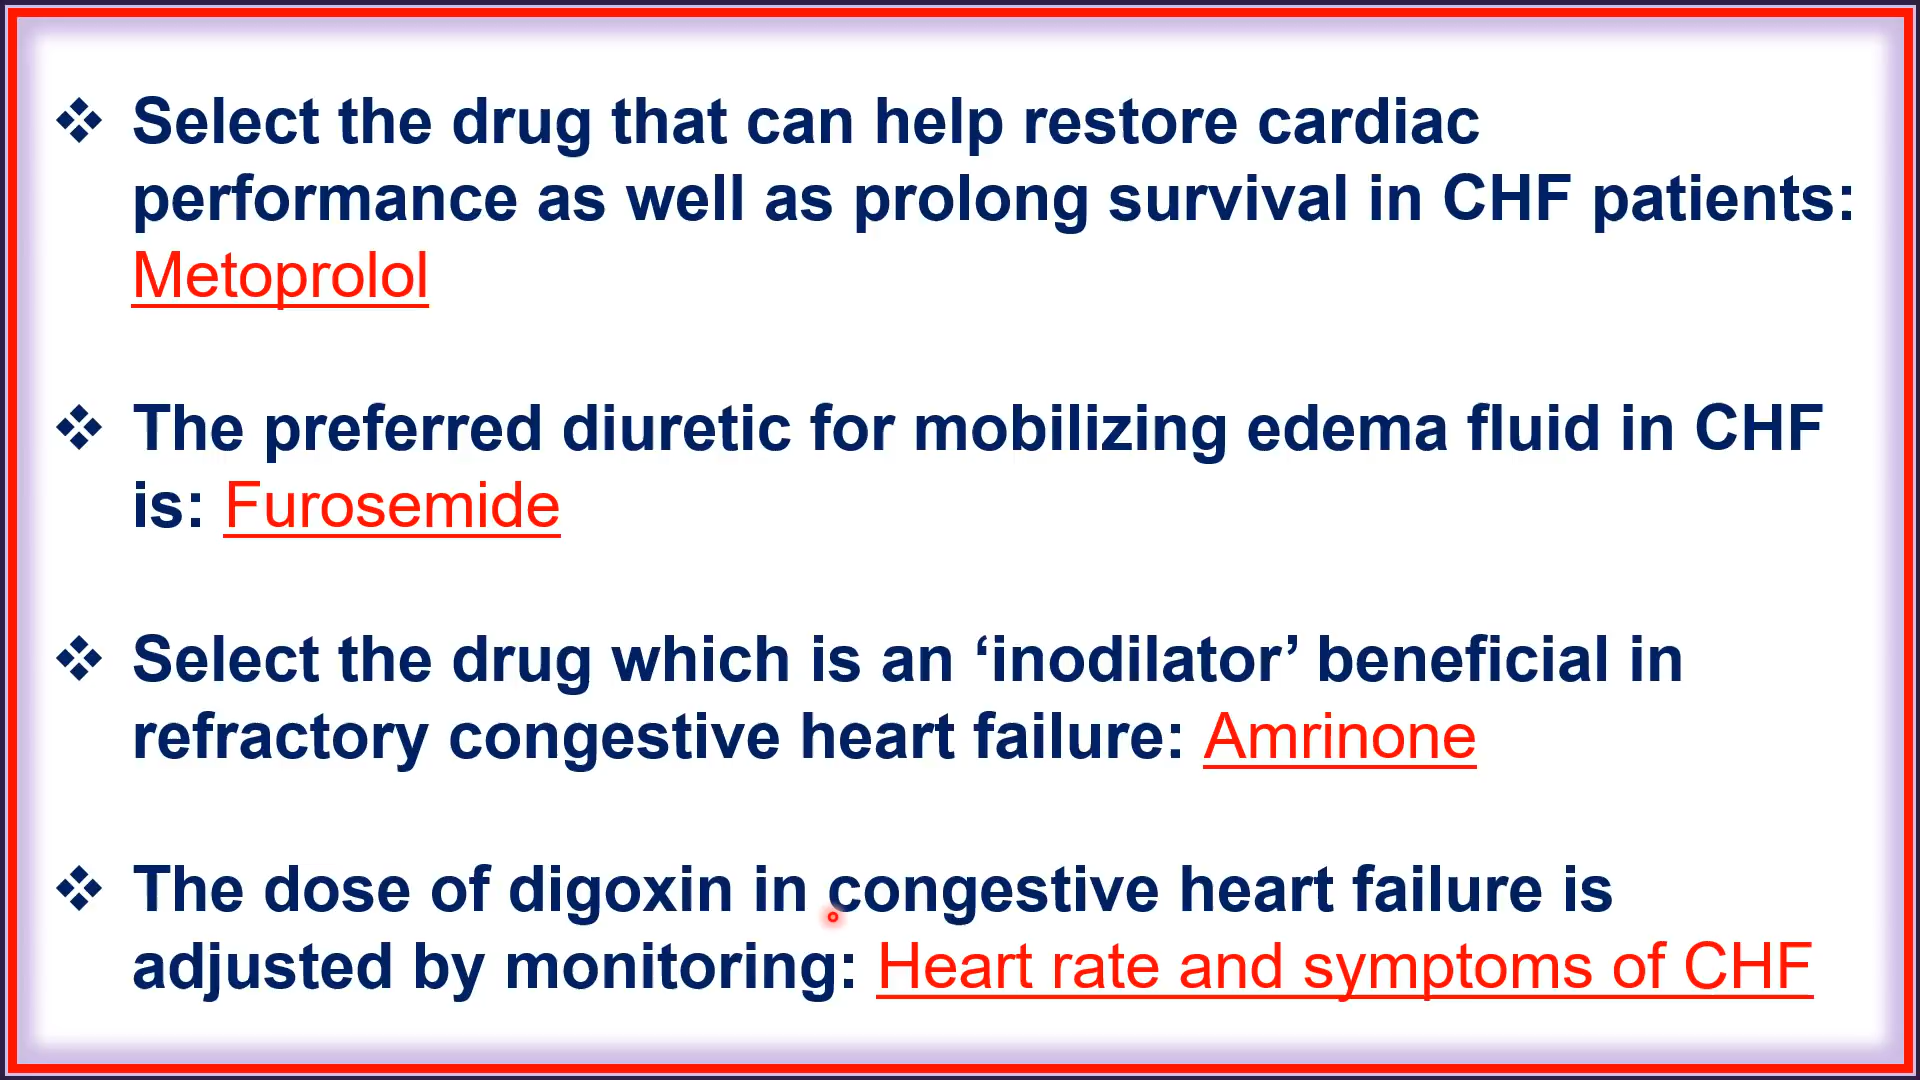 Select the drug that can help restore cardiac
performance as well as prolong survival in CHF patients:
Metoprolol
The preferred diuretic for mobilizing edema fluid in CHF
is: Furosemide
Select the drug which is an ‘inodilator’ beneficial in
refractory congestive heart failure: Amrinone
The dose of digoxin in congestive heart failure is
adjusted by monitoring: Heart rate and symptoms of CHF